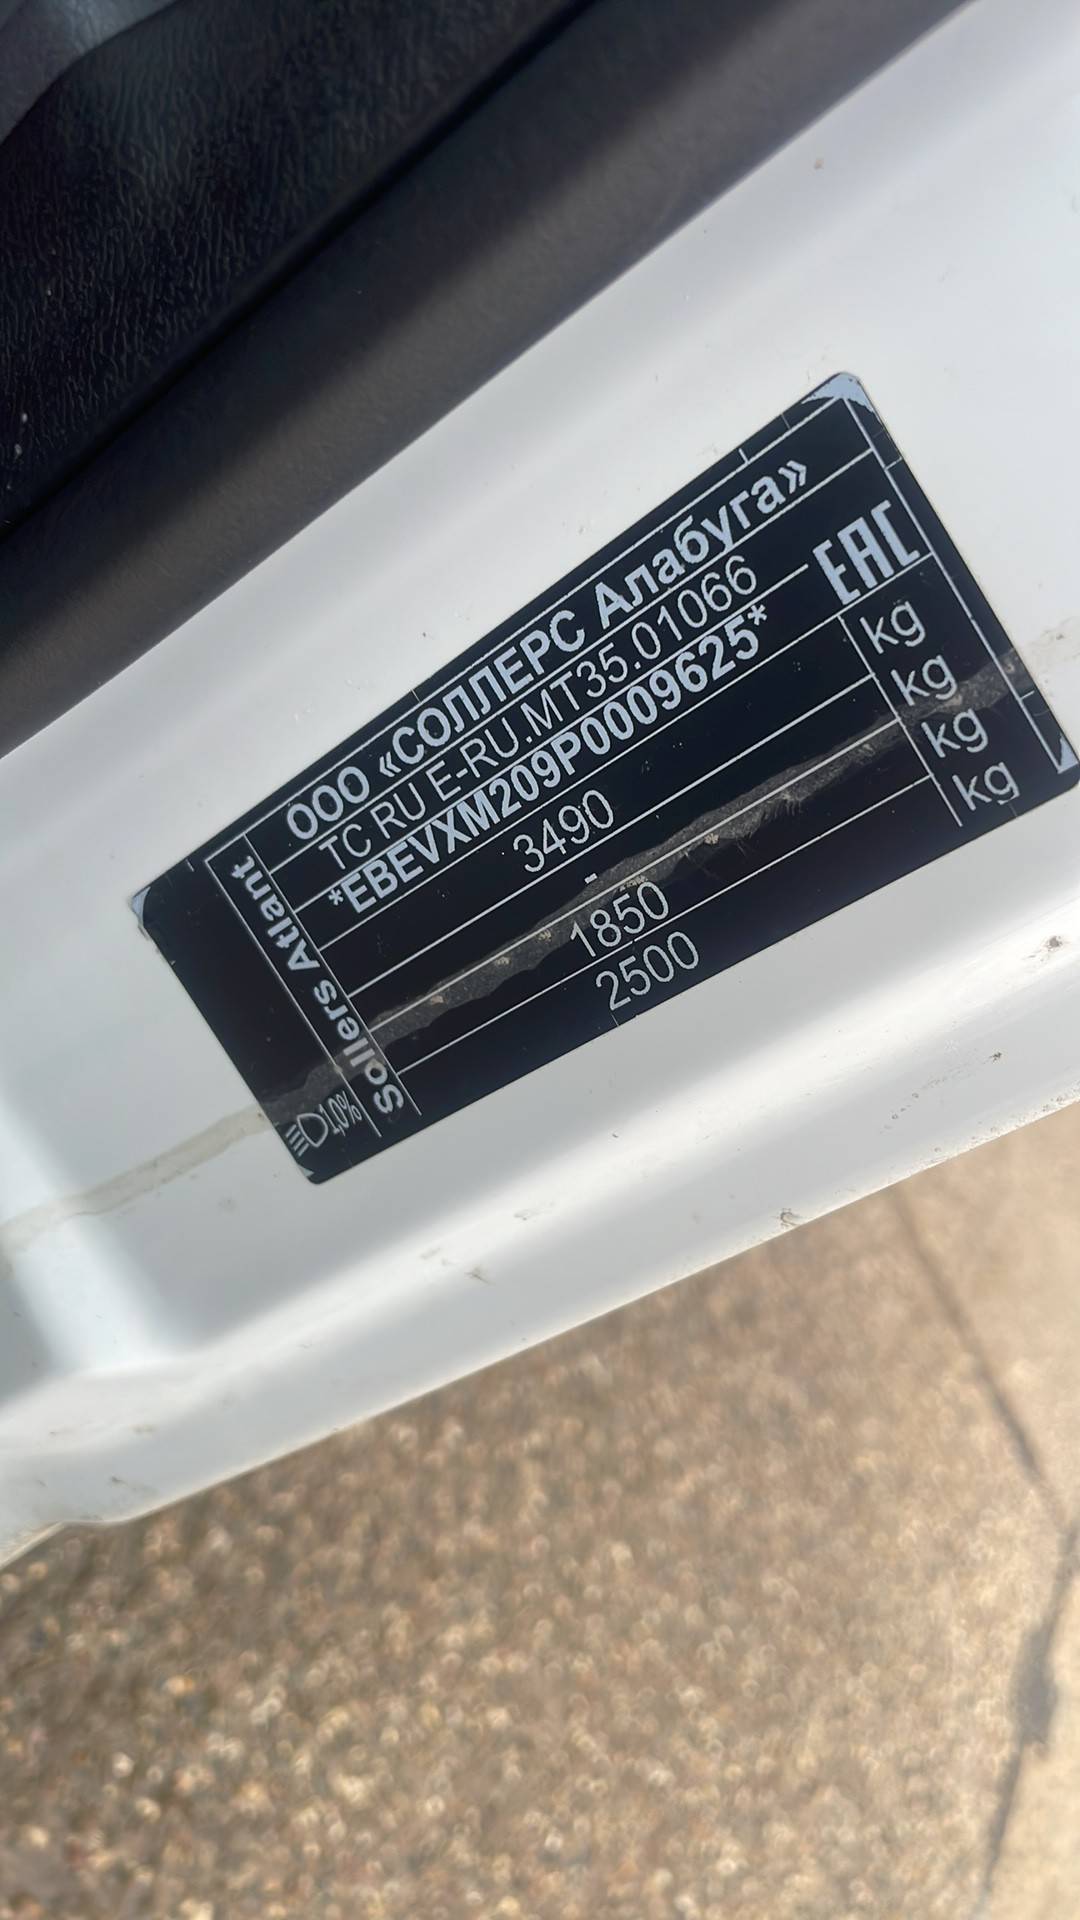 ООО «СОЛЛЕРС Алабуга»
TC RU E-RU.MT35.01066
*EBEVXM209P0009625*
EAC
3490 kg
- kg
1850 kg
2500 kg
Sollers Atlant
1,0%